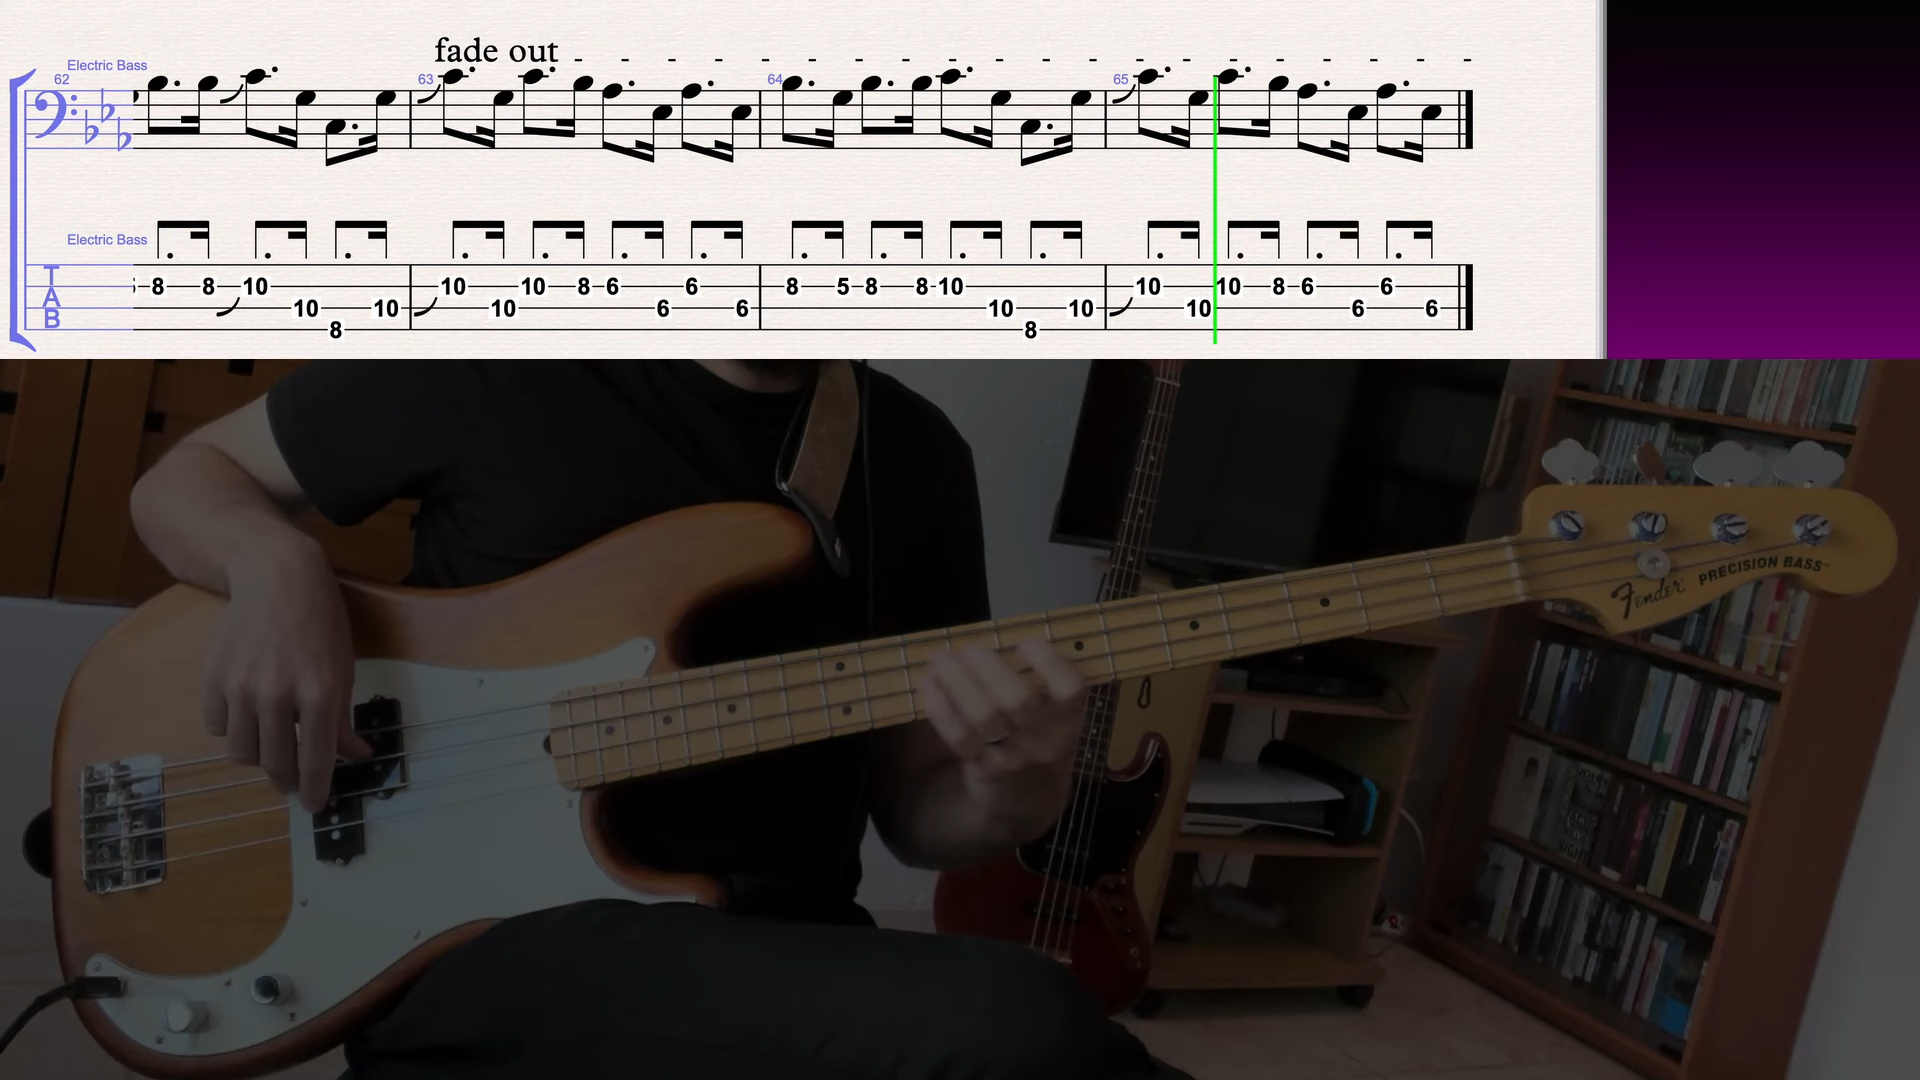 fade out
Electric Bass
62 63 64 65
Electric Bass
T
A
B
8 8 10 10 8 10 10 10 10 8 6 6 6 6 8 5 8 8 10 10 8 10 10 10 10 8 6 6 6 6
Fender PRECISION BASS